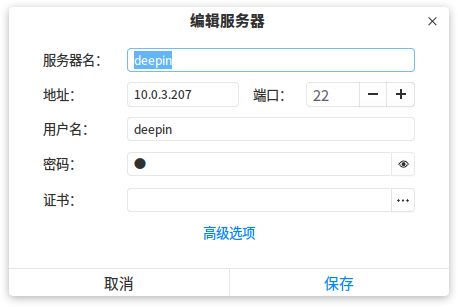 编辑服务器
服务器名： deepin
地址： 10.0.3.207 端口： 22
用户名： deepin
密码： ●
证书：
高级选项
取消 保存